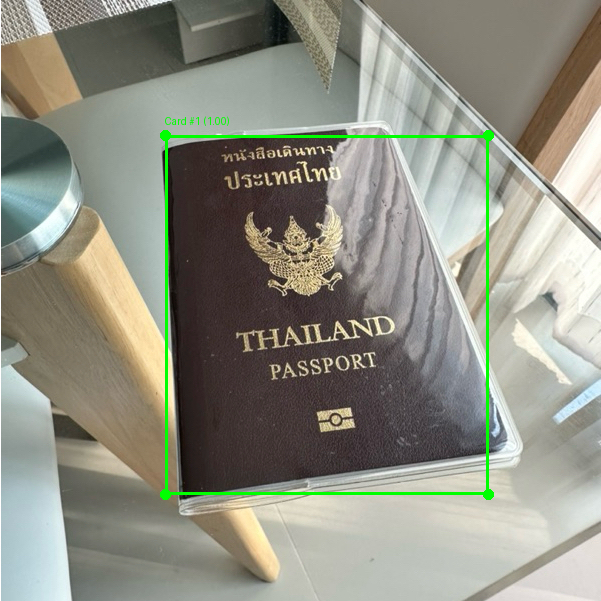 Card #1 (100)
หนังสือเดินทาง
ประเทศไทย
THAILAND
PASSPORT